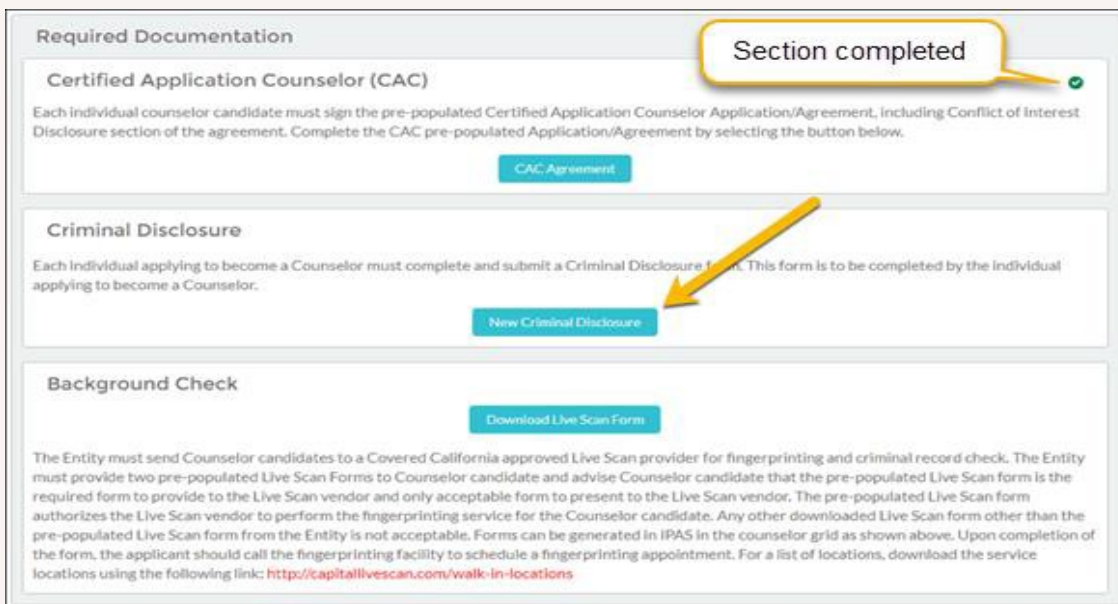 Required Documentation
Section completed
Certified Application Counselor (CAC)
Each individual counselor candidate must sign the pre-populated Certified Application Counselor Application/Agreement, including Conflict of Interest
Disclosure section of the agreement. Complete the CAC pre-populated Application/Agreement by selecting the button below.
CAC Agreement
Criminal Disclosure
Each Individual applying to become a Counselor must complete and submit a Criminal Disclosure form. This form is to be completed by the individual
applying to become a Counselor.
New Criminal Disclosure
Background Check
Download Live Scan Form
The Entity must send Counselor candidates to a Covered California approved Live Scan provider for fingerprinting and criminal record check. The Entity
must provide two pre-populated Live Scan Forms to Counselor candidate and advise Counselor candidate that the pre-populated Live Scan form is the
required form to provide to the Live Scan vendor and only acceptable form to present to the Live Scan vendor. The pre-populated Live Scan form
authorizes the Live Scan vendor to perform the fingerprinting service for the Counselor candidate. Any other downloaded Live Scan form other than the
pre-populated Live Scan form from the Entity is not acceptable. Forms can be generated in IPAS in the counselor grid as shown above. Upon completion of
the form, the applicant should call the fingerprinting facility to schedule a fingerprinting appointment. For a list of locations, download the service
locations using the following link: http://capitallivescan.com/walk-in-locations